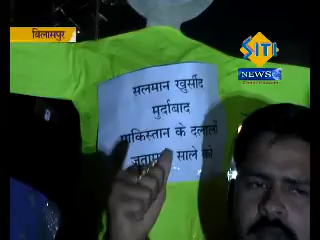 बिलासपुर
SITI
NEWS
सलमान खुर्सीद
मुर्दाबाद
पाकिस्तान के दलालों
साले को